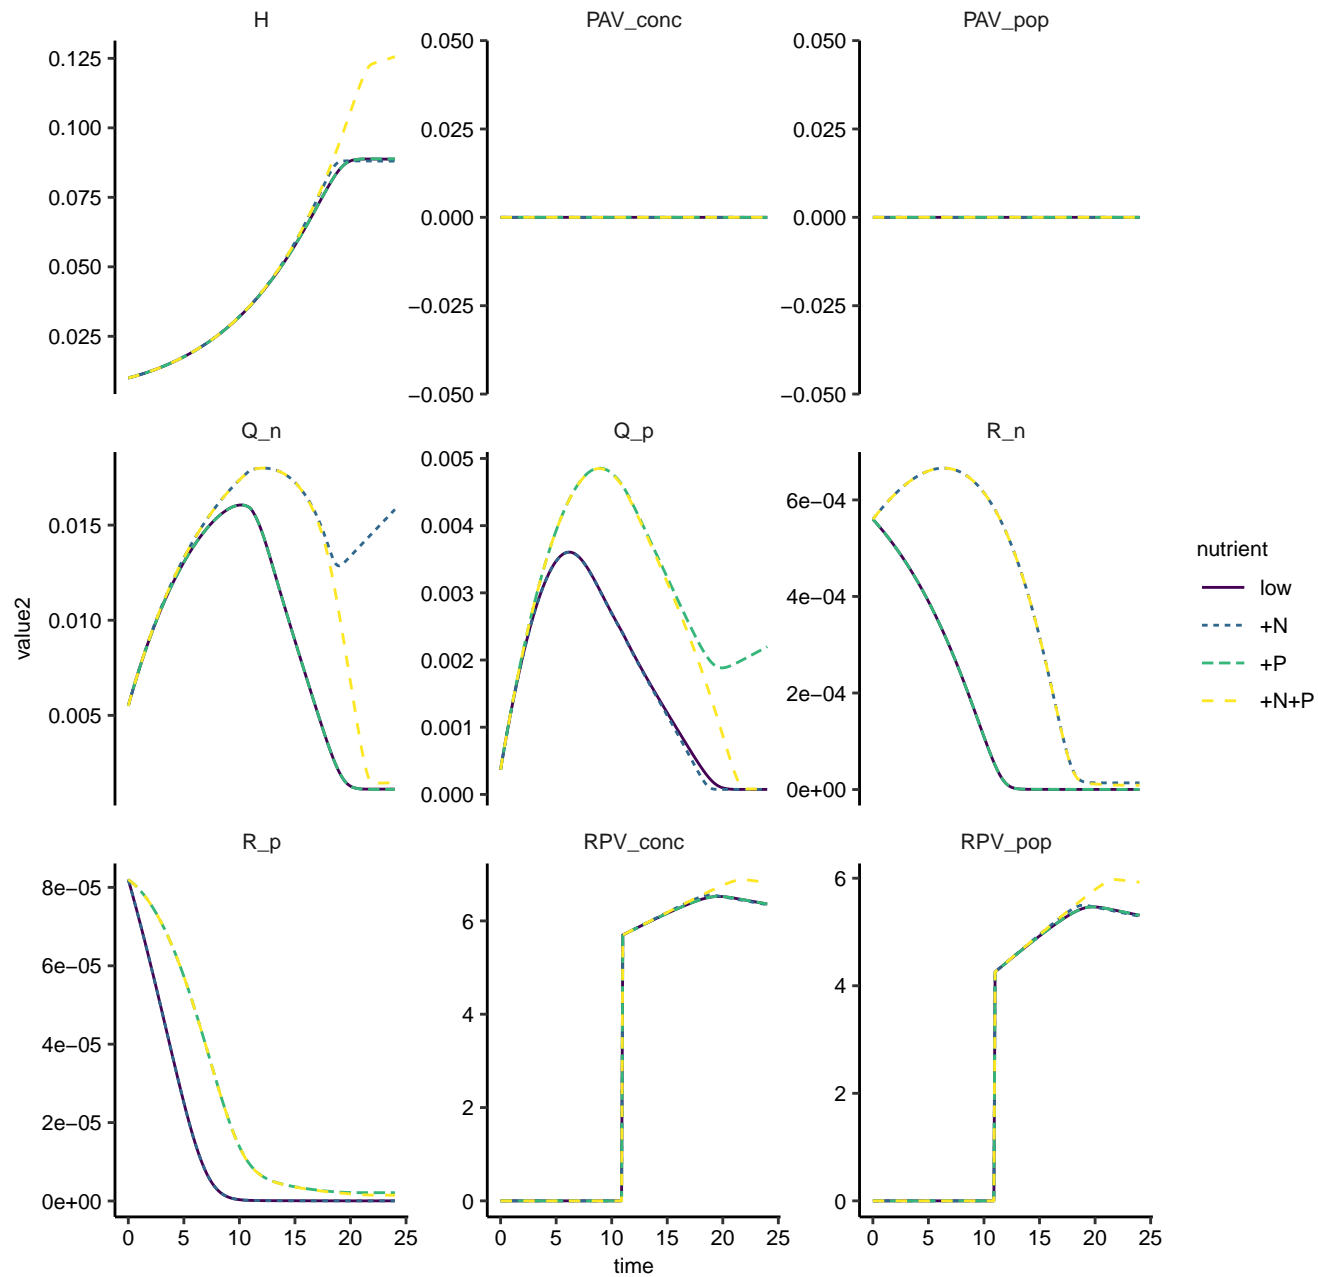 H
PAV_conc
PAV_pop
0.125
0.100
0.075
0.050
0.025
0.050
0.025
0.000
−0.025
−0.050
0.050
0.025
0.000
−0.025
−0.050
Q_n
Q_p
R_n
0.015
0.010
0.005
0.005
0.004
0.003
0.002
0.001
0.000
6e−04
4e−04
2e−04
0e+00
R_p
RPV_conc
RPV_pop
8e−05
6e−05
4e−05
2e−05
0e+00
6
4
2
0
6
4
2
0
0 5 10 15 20 25
0 5 10 15 20 25
0 5 10 15 20 25
time
value2
nutrient
low
+N
+P
+N+P